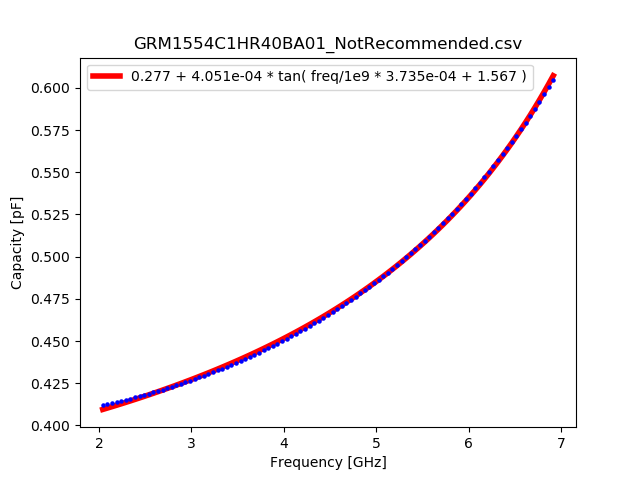 GRM1554C1HR40BA01_NotRecommended.csv
0.277 + 4.051e-04 * tan( freq/1e9 * 3.735e-04 + 1.567 )
0.600
0.575
0.550
0.525
0.500
0.475
0.450
0.425
0.400
Capacity [pF]
2 3 4 5 6 7
Frequency [GHz]